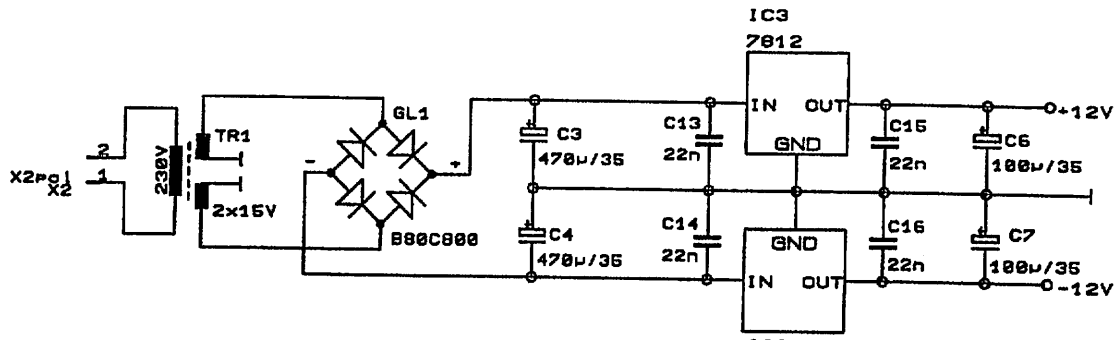 IC3
7812
IN OUT
GND
GL1
+
-
B80C800
TR1
230V
2x15V
2
1
X2pol
X2
+
C3
470µ/35
C13
22n
C15
22n
+
C6
100µ/35
+12V
+
C4
470µ/35
C14
22n
GND
IN OUT
C16
22n
+
C7
100µ/35
-12V